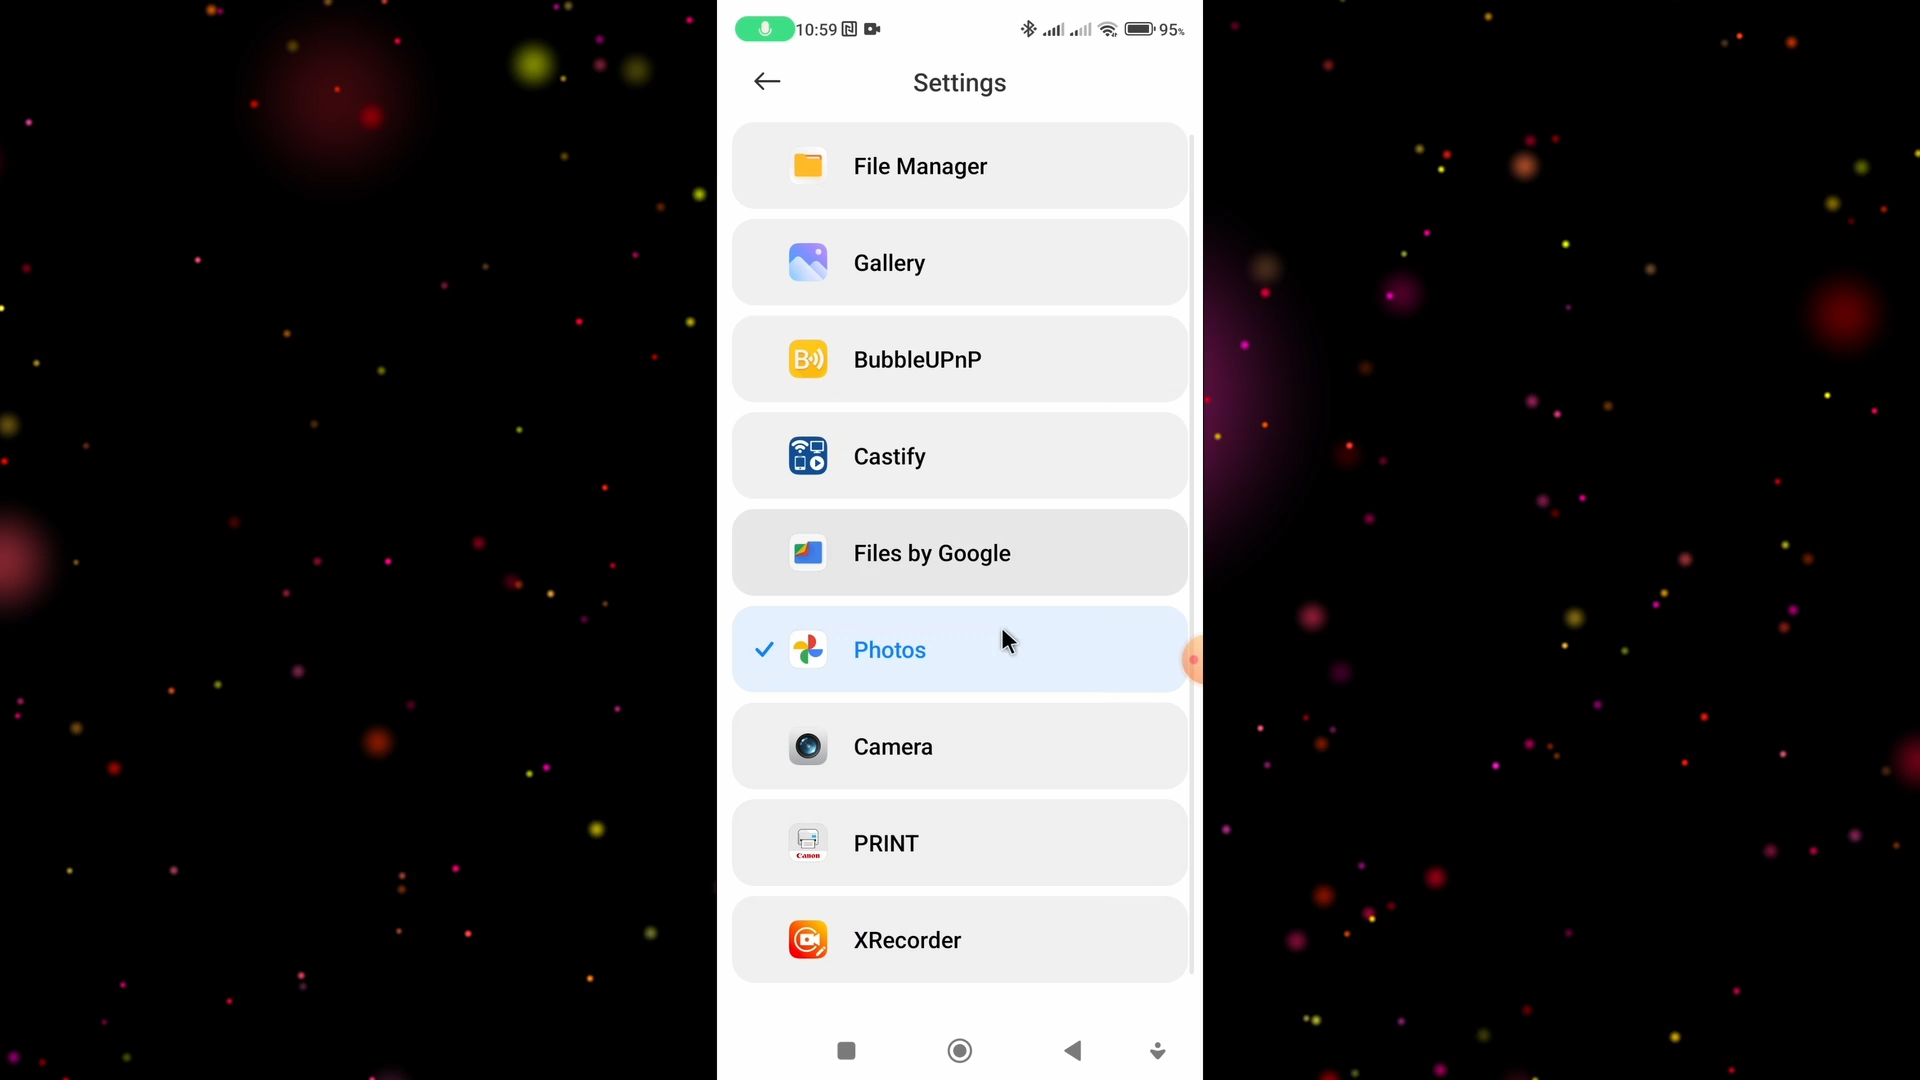 10:59 95%
Settings
File Manager
Gallery
B
BubbleUPnP
Castify
Files by Google
Photos
Camera
Canon
PRINT
XRecorder